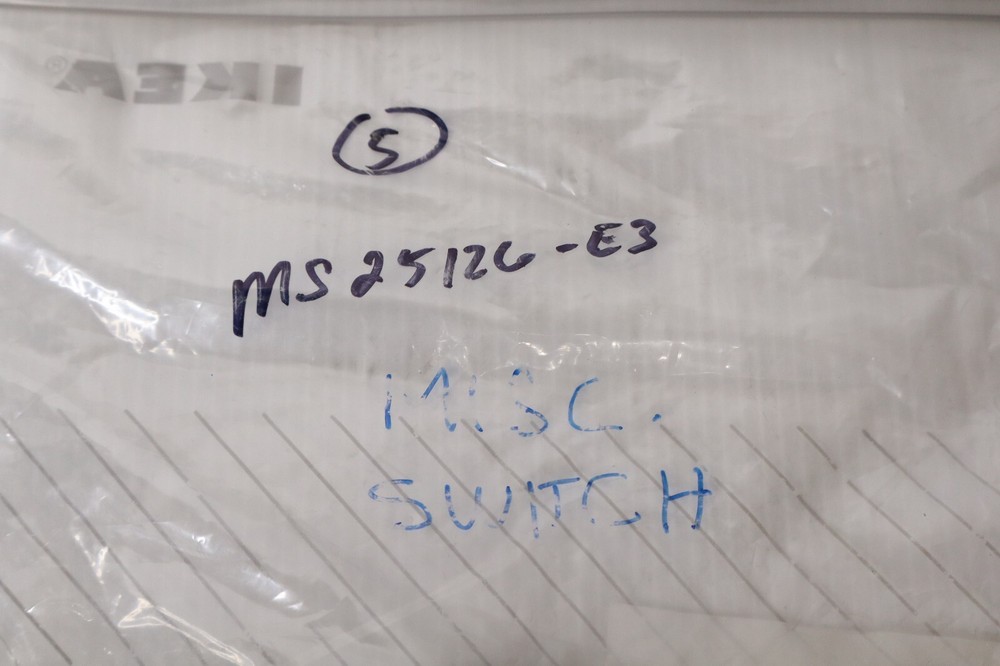 IKEA®
5
MS25126-E3
MISC.
SWITCH